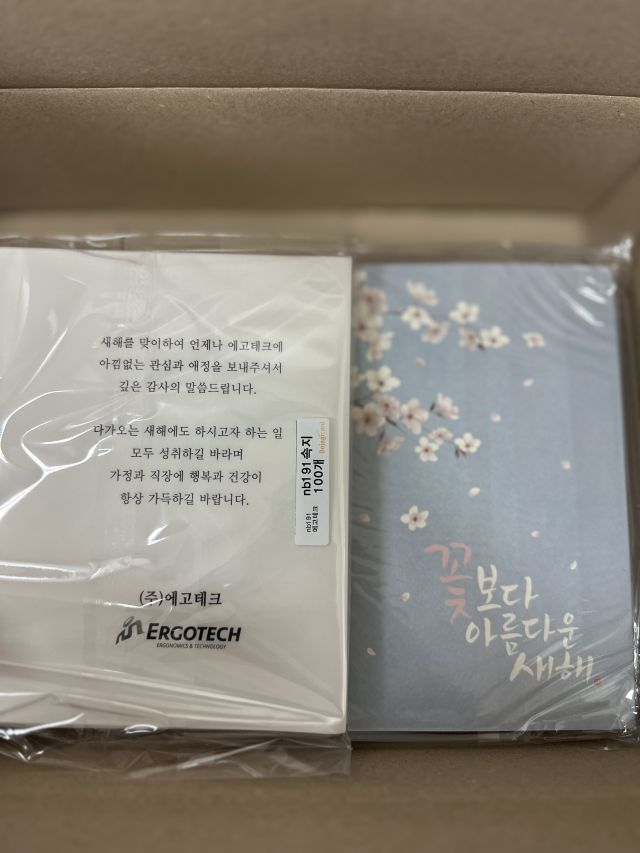 새해를 맞이하여 언제나 에고테크에
아낌없는 관심과 애정을 보내주셔서
깊은 감사의 말씀드립니다.
다가오는 새해에도 하시고자 하는 일
모두 성취하길 바라며
가정과 직장에 행복과 건강이
항상 가득하길 바랍니다.
(주)에고테크
ERGOTECH
ERGONOMICS & TECHNOLOGY
nb191 속지
100개
nb191
에고테크
꽃보다
아름다운
새해